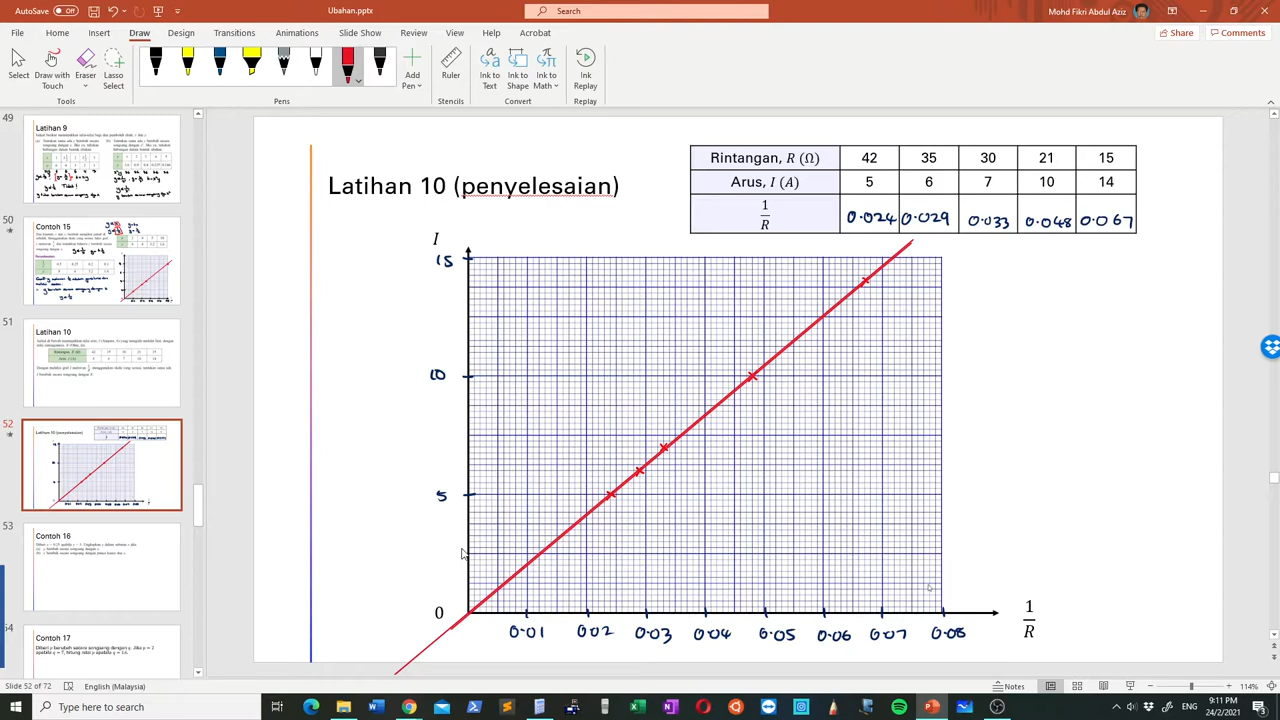 AutoSave Off
Ubahan.pptx
Search
Mohd Fikri Abdul Aziz
File Home Insert Draw Design Transitions Animations Slide Show Review View Help Acrobat
Share Comments
Select
Draw with Touch
Eraser
Lasso Select
Add Pen
Ruler
Ink to Text
Ink to Shape
Ink to Math
Ink Replay
Tools Pens Stencils Convert Replay
49
Latihan 9
50
Contoh 15
51
Latihan 10
52
Latihan 10 (penyelesaian)
53
Contoh 16
54
Contoh 17
Latihan 10 (penyelesaian)
Rintangan, R (Ω) 42 35 30 21 15
Arus, I (A) 5 6 7 10 14
1/R 0.024 0.029 0.033 0.048 0.067
I
15
10
5
0
0.01 0.02 0.03 0.04 0.05 0.06 0.07 0.08
1/R
Slide 52 of 72 English (Malaysia) Notes 114%
Type here to search
ENG 9:11 PM
24/2/2021